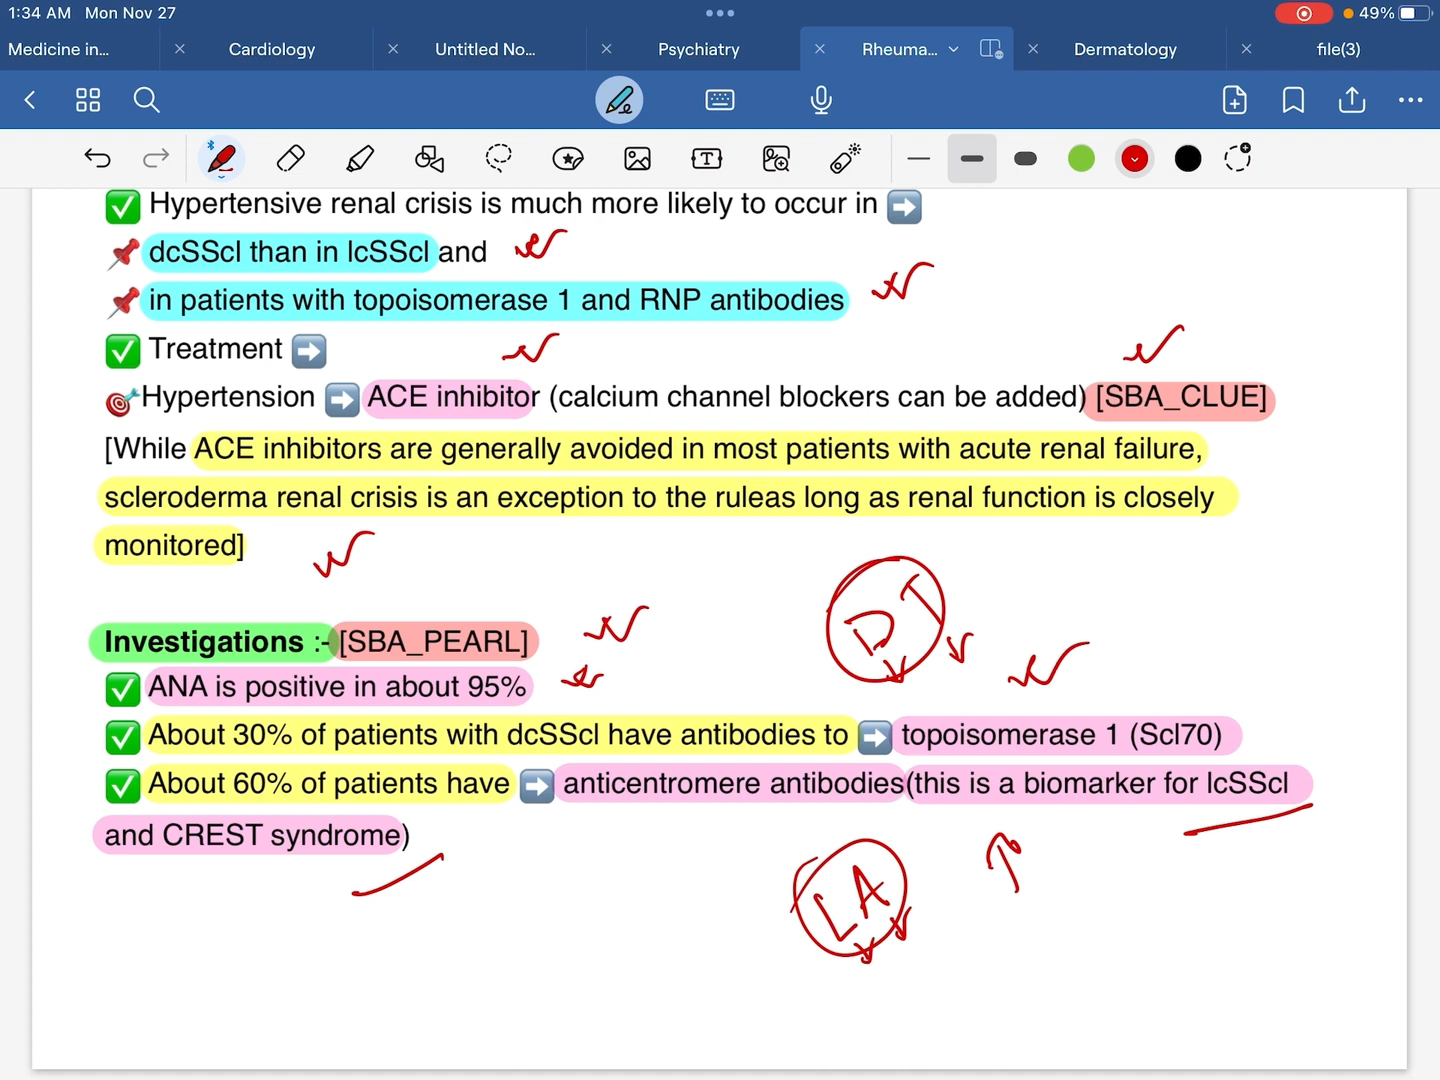 1:34 AM Mon Nov 27
49%
Medicine in...
Cardiology
Untitled No...
Psychiatry
Rheuma...
Dermatology
file(3)
Hypertensive renal crisis is much more likely to occur in ➡️
dcSScl than in lcSScl and
in patients with topoisomerase 1 and RNP antibodies
Treatment ➡️
Hypertension ➡️ ACE inhibitor (calcium channel blockers can be added) [SBA_CLUE]
[While ACE inhibitors are generally avoided in most patients with acute renal failure,
scleroderma renal crisis is an exception to the ruleas long as renal function is closely
monitored]
DT
Investigations :- [SBA_PEARL]
ANA is positive in about 95%
About 30% of patients with dcSScl have antibodies to ➡️ topoisomerase 1 (Scl70)
About 60% of patients have ➡️ anticentromere antibodies(this is a biomarker for lcSScl
and CREST syndrome)
LA